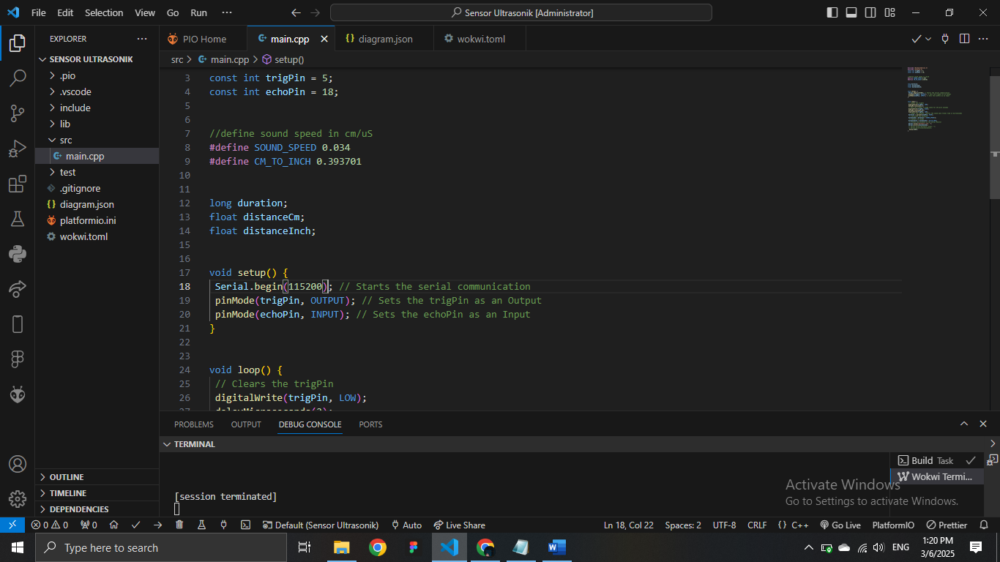 File Edit Selection View Go Run ··· Sensor Ultrasonik [Administrator]
EXPLORER ···
SENSOR ULTRASONIK
.pio
.vscode
include
lib
src
main.cpp
test
.gitignore
diagram.json
platformio.ini
wokwi.toml
OUTLINE
TIMELINE
DEPENDENCIES
PIO Home main.cpp diagram.json wokwi.toml
src > main.cpp > setup()
3 const int trigPin = 5;
4 const int echoPin = 18;
5
6
7 //define sound speed in cm/uS
8 #define SOUND_SPEED 0.034
9 #define CM_TO_INCH 0.393701
10
11
12 long duration;
13 float distanceCm;
14 float distanceInch;
15
16
17 void setup() {
18 Serial.begin(115200); // Starts the serial communication
19 pinMode(trigPin, OUTPUT); // Sets the trigPin as an Output
20 pinMode(echoPin, INPUT); // Sets the echoPin as an Input
21 }
22
23
24 void loop() {
25 // Clears the trigPin
26 digitalWrite(trigPin, LOW);
PROBLEMS OUTPUT DEBUG CONSOLE PORTS
TERMINAL
[session terminated]
Build Task
Wokwi Termi...
Activate Windows
Go to Settings to activate Windows.
0 0 0 Default (Sensor Ultrasonik) Auto Live Share Ln 18, Col 22 Spaces: 2 UTF-8 CRLF {} C++ Go Live PlatformIO Prettier
Type here to search
ENG
1:20 PM
3/6/2025